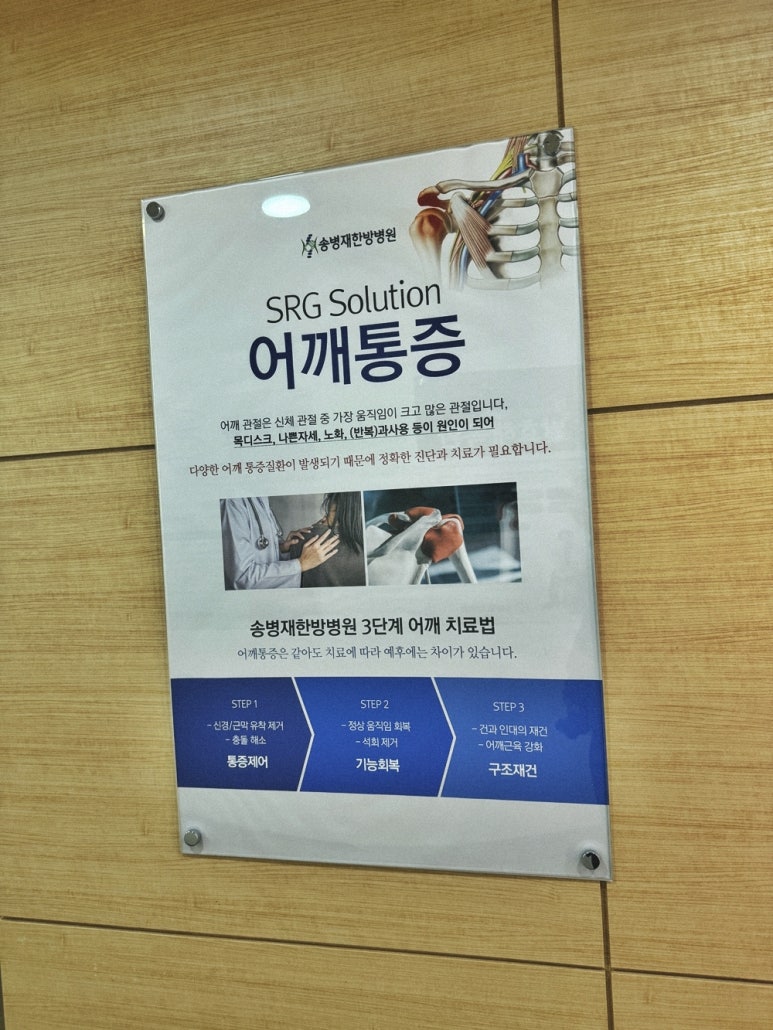 송병재한방병원
SRG Solution
어깨통증
어깨 관절은 신체 관절 중 가장 움직임이 크고 많은 관절입니다,
목디스크, 나쁜자세, 노화, (반복)과사용 등이 원인이 되어
다양한 어깨 통증질환이 발생되기 때문에 정확한 진단과 치료가 필요합니다.
송병재한방병원 3단계 어깨 치료법
어깨통증은 같아도 치료에 따라 예후에는 차이가 있습니다.
STEP 1
- 신경/근막 유착 제거
- 충돌 해소
통증제어
STEP 2
- 정상 움직임 회복
- 석회 제거
기능회복
STEP 3
- 건과 인대의 재건
- 어깨근육 강화
구조재건